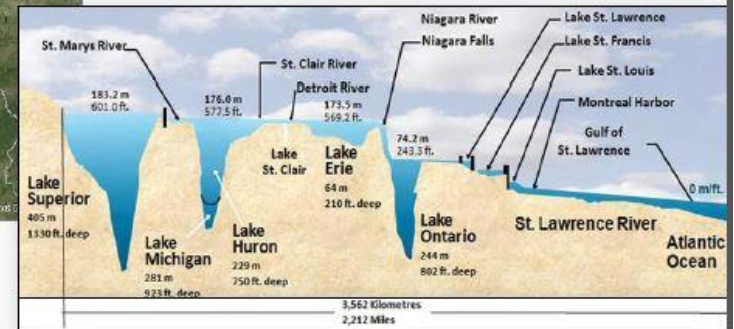 Niagara River
Lake St. Lawrence
St. Marys River
St. Clair River
Niagara Falls
Lake St. Francis
Detroit River
Lake St. Louis
183.2 m
601.0 ft.
176.0 m
577.5 ft.
173.5 m
569.2 ft.
Montreal Harbor
74.2 m
243.3 ft.
Gulf of
St. Lawrence
0 m/ft.
Lake
St. Clair
Lake
Erie
64 m
210 ft. deep
Lake
Superior
405 m
1330 ft. deep
Lake
Michigan
281 m
923 ft. deep
Lake
Huron
229 m
750 ft. deep
Lake
Ontario
244 m
802 ft. deep
St. Lawrence River
Atlantic
Ocean
3,562 Kilometres
2,212 Miles